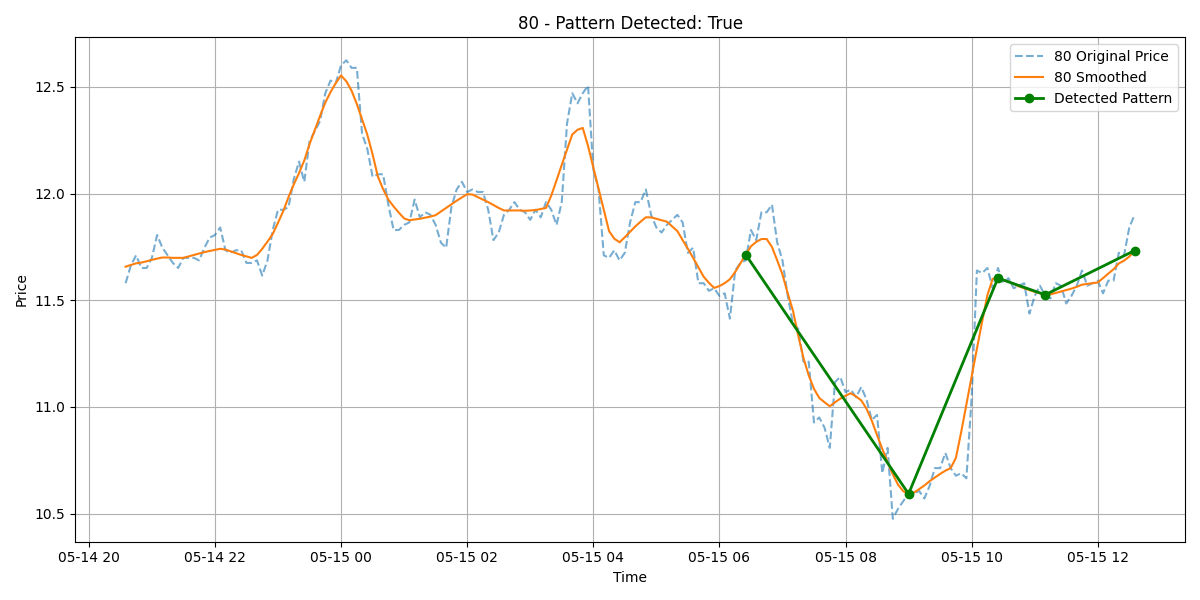 80 - Pattern Detected: True
80 Original Price
80 Smoothed
Detected Pattern
Price
12.5
12.0
11.5
11.0
10.5
05-14 20
05-14 22
05-15 00
05-15 02
05-15 04
05-15 06
05-15 08
05-15 10
05-15 12
Time